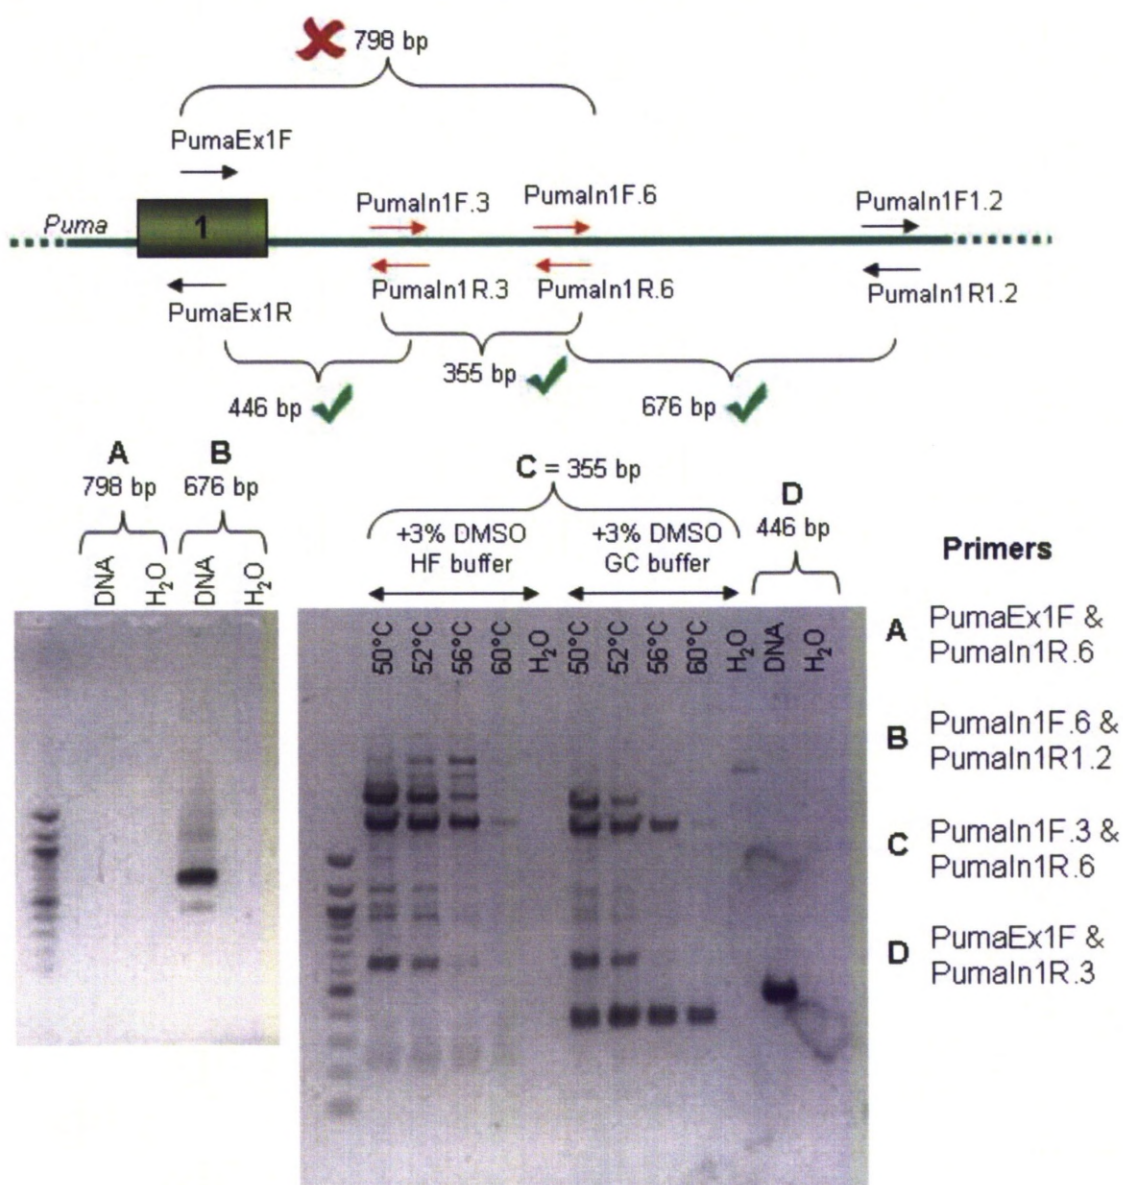 798 bp
PumaEx1F
PumaIn1F.3
PumaIn1F.6
PumaIn1F1.2
Puma
1
PumaEx1R
PumaIn1R.3
PumaIn1R.6
PumaIn1R1.2
446 bp
355 bp
676 bp
A
798 bp
DNA
H₂O
B
676 bp
DNA
H₂O
C = 355 bp
+3% DMSO
HF buffer
50°C
52°C
56°C
60°C
H₂O
+3% DMSO
GC buffer
50°C
52°C
56°C
60°C
H₂O
D
446 bp
DNA
H₂O
Primers
A
PumaEx1F &
PumaIn1R.6
B
PumaIn1F.6 &
PumaIn1R1.2
C
PumaIn1F.3 &
PumaIn1R.6
D
PumaEx1F &
PumaIn1R.3